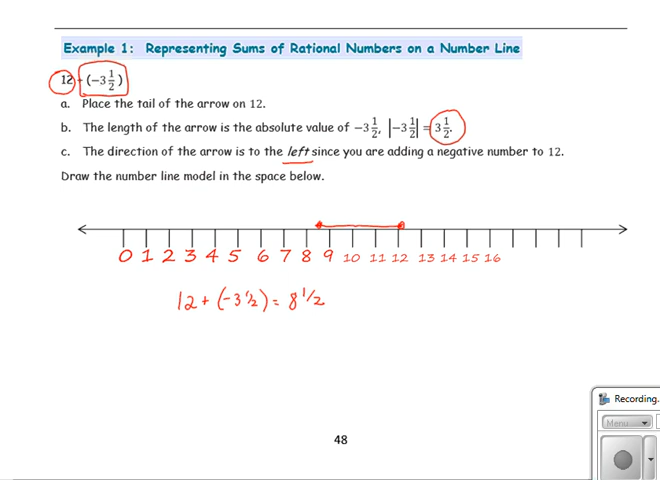 Example 1: Representing Sums of Rational Numbers on a Number Line
12 + (−3 1/2)
a. Place the tail of the arrow on 12.
b. The length of the arrow is the absolute value of −3 1/2, |−3 1/2| = 3 1/2.
c. The direction of the arrow is to the left since you are adding a negative number to 12.
Draw the number line model in the space below.
0 1 2 3 4 5 6 7 8 9 10 11 12 13 14 15 16
12 + (−3 1/2) = 8 1/2
Recording.
Menu
48